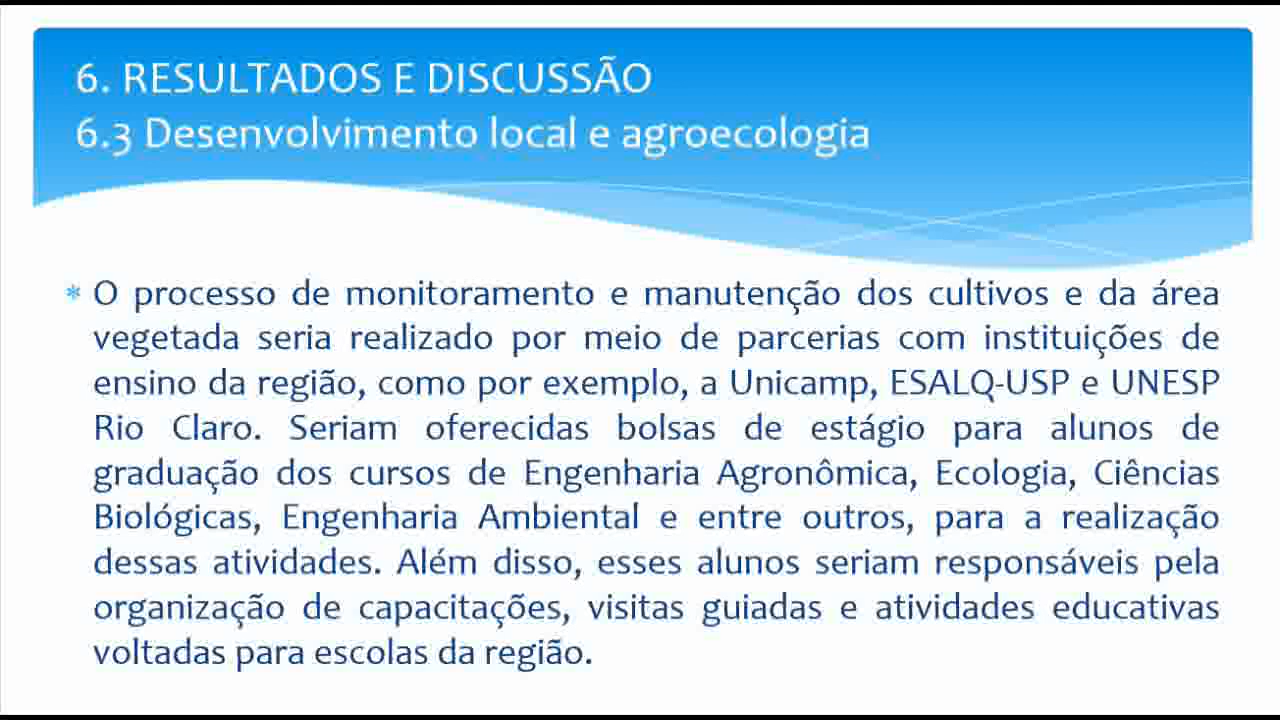 6. RESULTADOS E DISCUSSÃO
6.3 Desenvolvimento local e agroecologia
* O processo de monitoramento e manutenção dos cultivos e da área
vegetada seria realizado por meio de parcerias com instituições de
ensino da região, como por exemplo, a Unicamp, ESALQ-USP e UNESP
Rio Claro. Seriam oferecidas bolsas de estágio para alunos de
graduação dos cursos de Engenharia Agronômica, Ecologia, Ciências
Biológicas, Engenharia Ambiental e entre outros, para a realização
dessas atividades. Além disso, esses alunos seriam responsáveis pela
organização de capacitações, visitas guiadas e atividades educativas
voltadas para escolas da região.